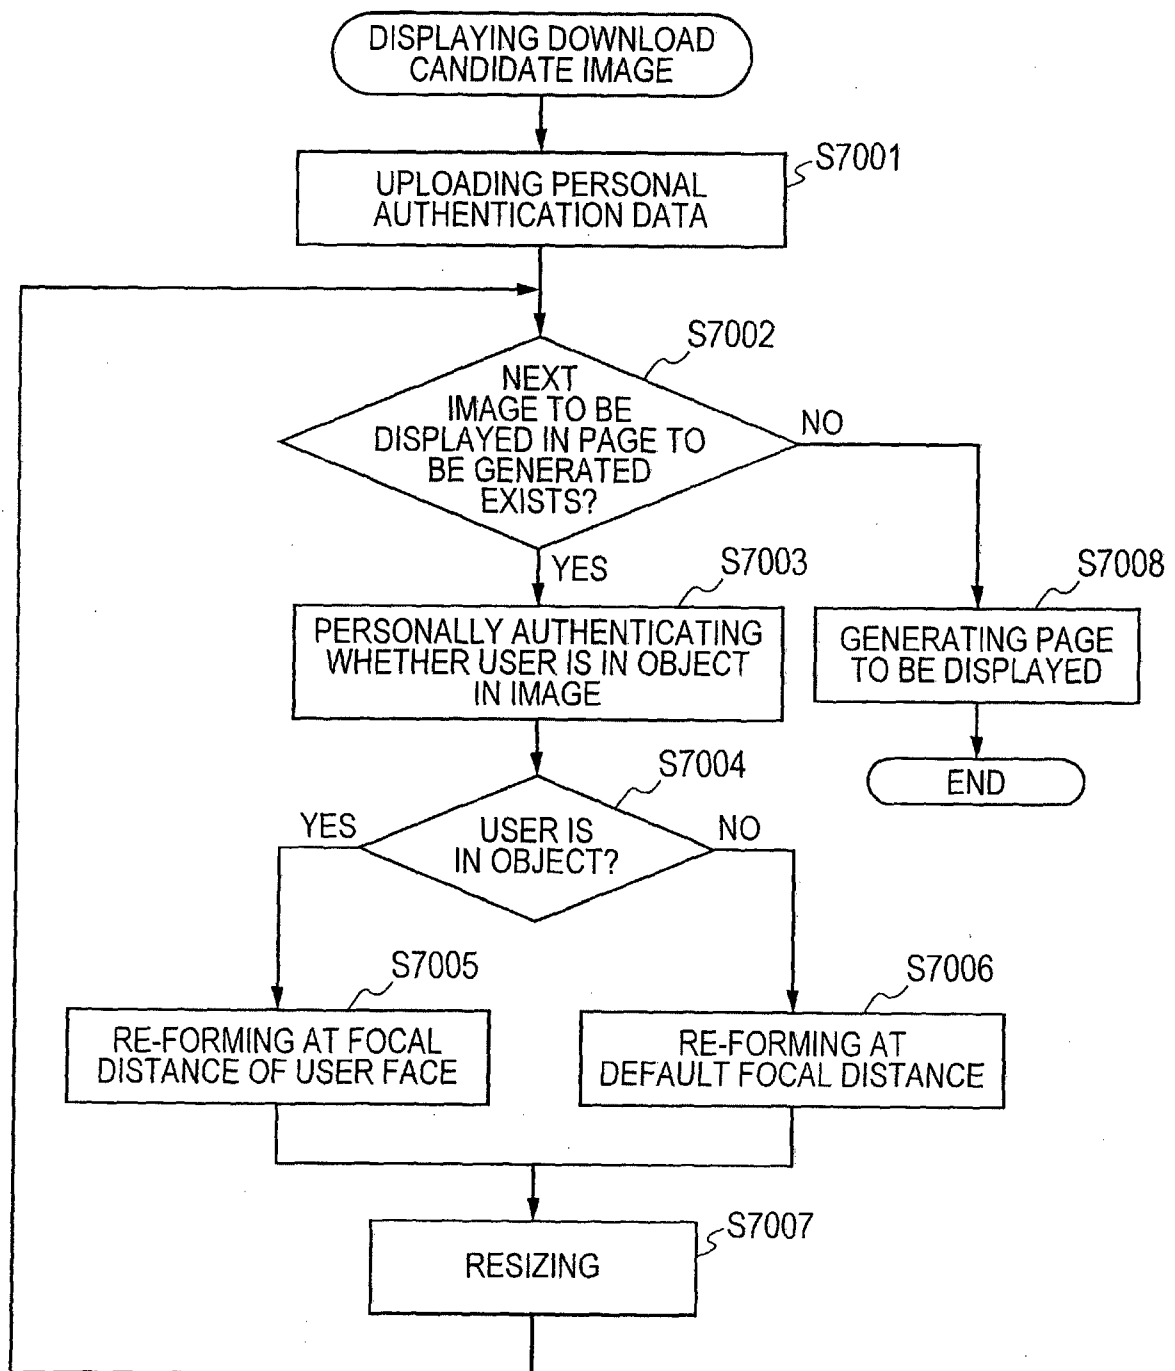 DISPLAYING DOWNLOAD
CANDIDATE IMAGE
S7001
UPLOADING PERSONAL
AUTHENTICATION DATA
S7002
NEXT
IMAGE TO BE
DISPLAYED IN PAGE TO
BE GENERATED
EXISTS?
NO
YES
S7003
S7008
PERSONALLY AUTHENTICATING
WHETHER USER IS IN OBJECT
IN IMAGE
GENERATING PAGE
TO BE DISPLAYED
S7004
END
YES
USER IS
IN OBJECT?
NO
S7005
S7006
RE-FORMING AT FOCAL
DISTANCE OF USER FACE
RE-FORMING AT
DEFAULT FOCAL DISTANCE
S7007
RESIZING